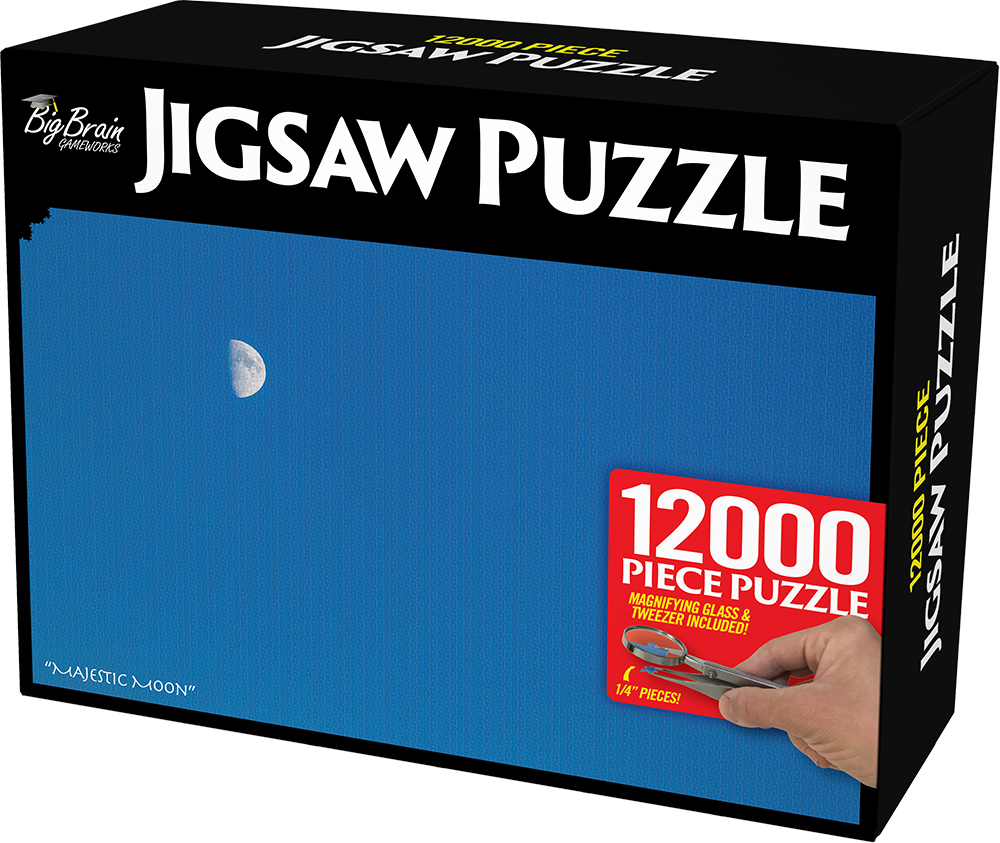 12000 PIECE
JIGSAW PUZZLE
Big Brain
GAMEWORKS
JIGSAW PUZZLE
12000
PIECE PUZZLE
MAGNIFYING GLASS &
TWEEZER INCLUDED!
1/4" PIECES!
"MAJESTIC MOON"
12000 PIECE
JIGSAW PUZZLE